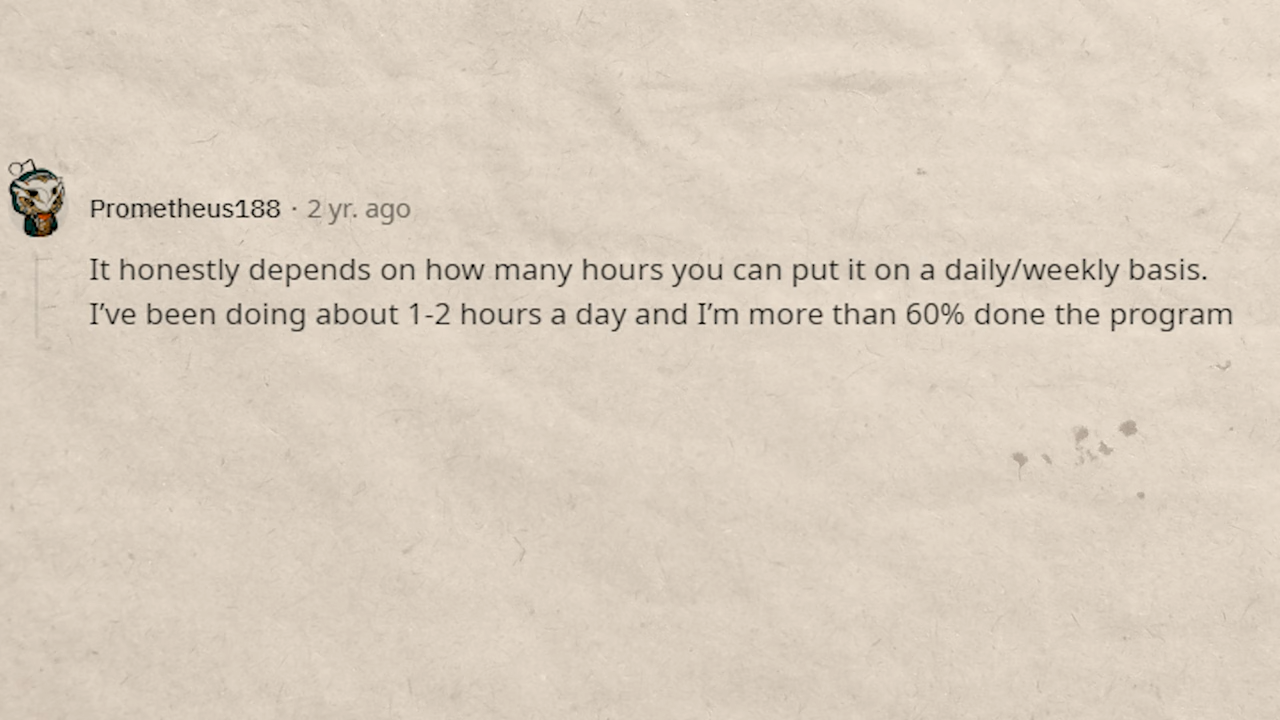 Prometheus188 · 2 yr. ago
It honestly depends on how many hours you can put it on a daily/weekly basis.
I’ve been doing about 1-2 hours a day and I’m more than 60% done the program